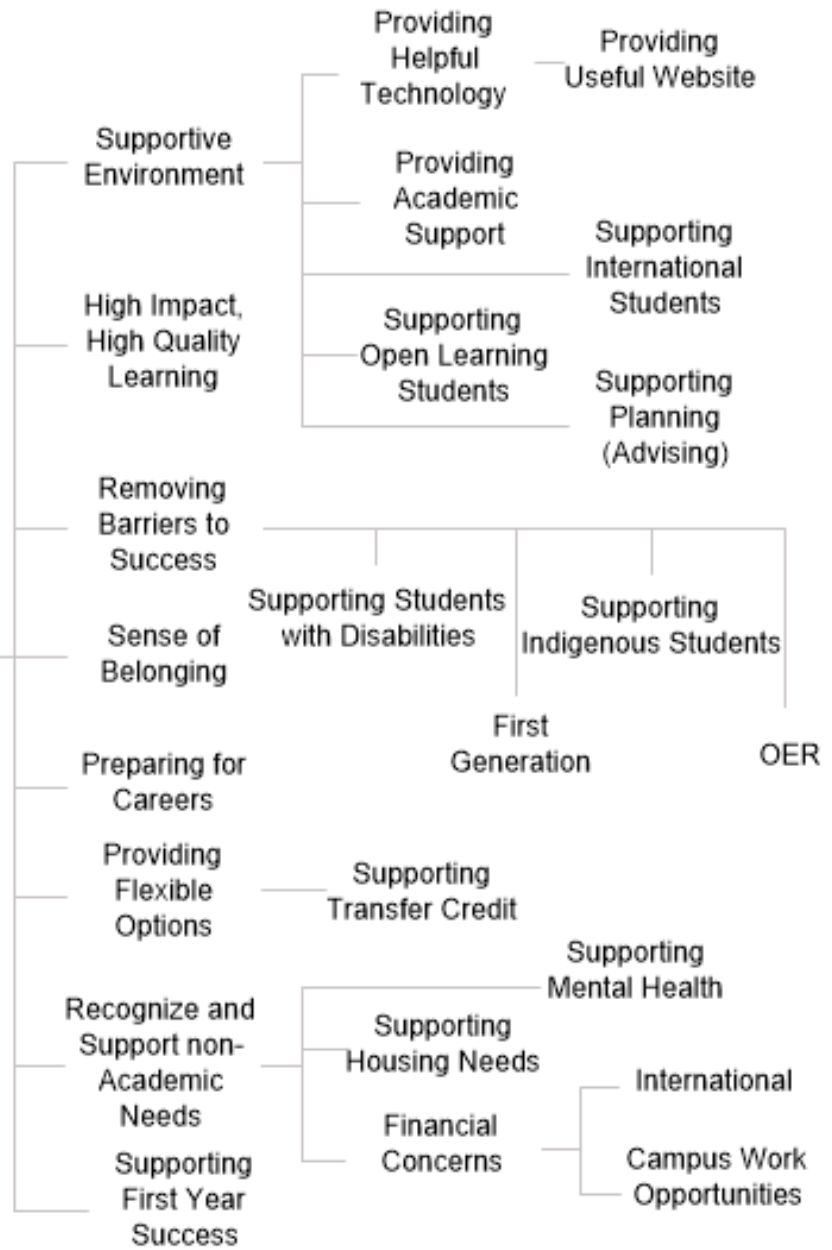 Providing
Helpful
Technology
Providing
Useful Website
Supportive
Environment
Providing
Academic
Support
Supporting
International
Students
Supporting
Open Learning
Students
Supporting
Planning
(Advising)
High Impact,
High Quality
Learning
Removing
Barriers to
Success
Supporting Students
with Disabilities
First
Generation
Supporting
Indigenous Students
OER
Sense of
Belonging
Preparing for
Careers
Providing
Flexible
Options
Supporting
Transfer Credit
Recognize and
Support non-
Academic
Needs
Supporting
Mental Health
Supporting
Housing Needs
Financial
Concerns
International
Campus Work
Opportunities
Supporting
First Year
Success